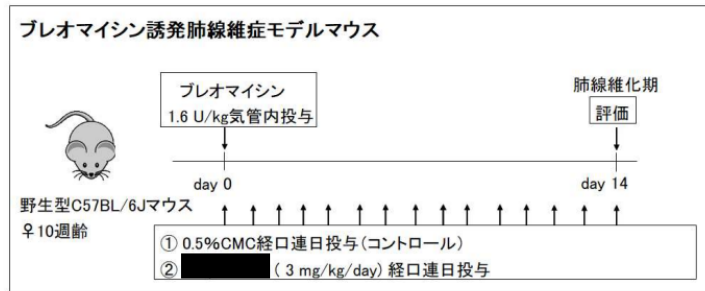 ブレオマイシン誘発肺線維症モデルマウス
ブレオマイシン
1.6 U/kg気管内投与
肺線維化期
評価
day 0
day 14
野生型C57BL/6Jマウス
♀10週齢
① 0.5%CMC経口連日投与(コントロール)
② ( 3 mg/kg/day) 経口連日投与